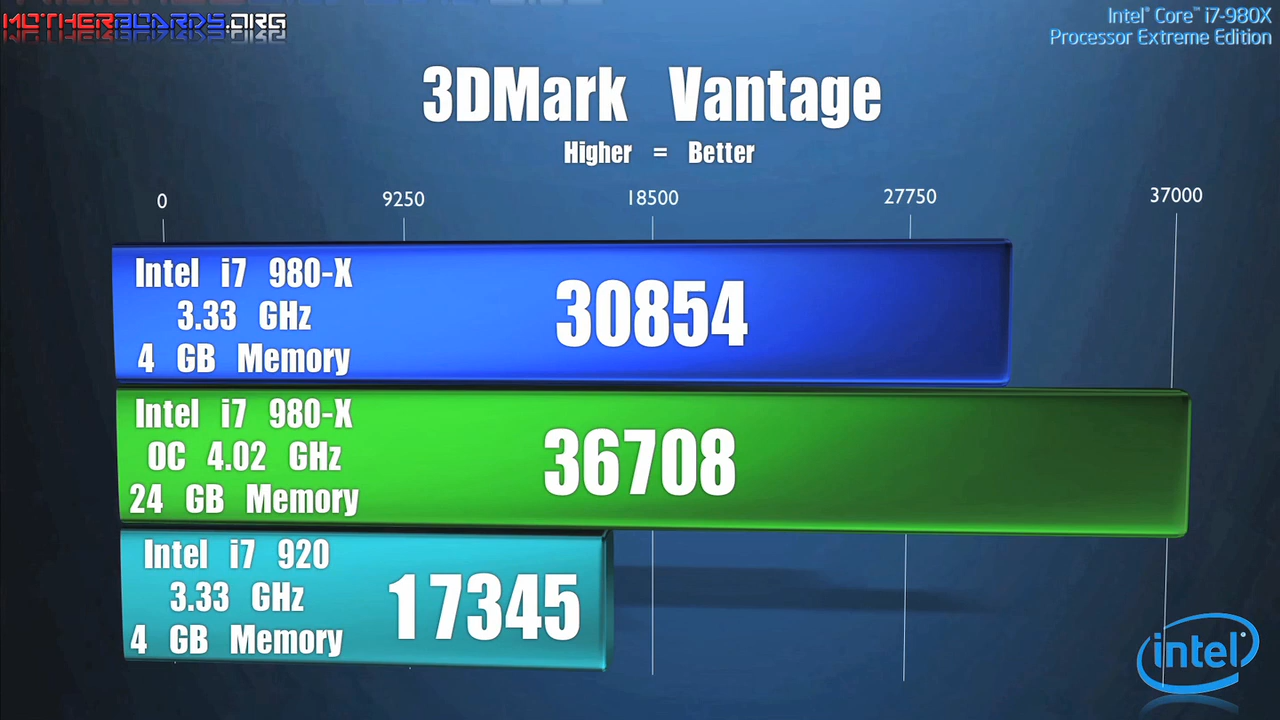 MOTHERBOARDS.ORG
Intel® Core™ i7-980X
Processor Extreme Edition
3DMark Vantage
Higher = Better
0 9250 18500 27750 37000
Intel i7 980-X
3.33 GHz
4 GB Memory
30854
Intel i7 980-X
OC 4.02 GHz
24 GB Memory
36708
Intel i7 920
3.33 GHz
4 GB Memory
17345
intel®